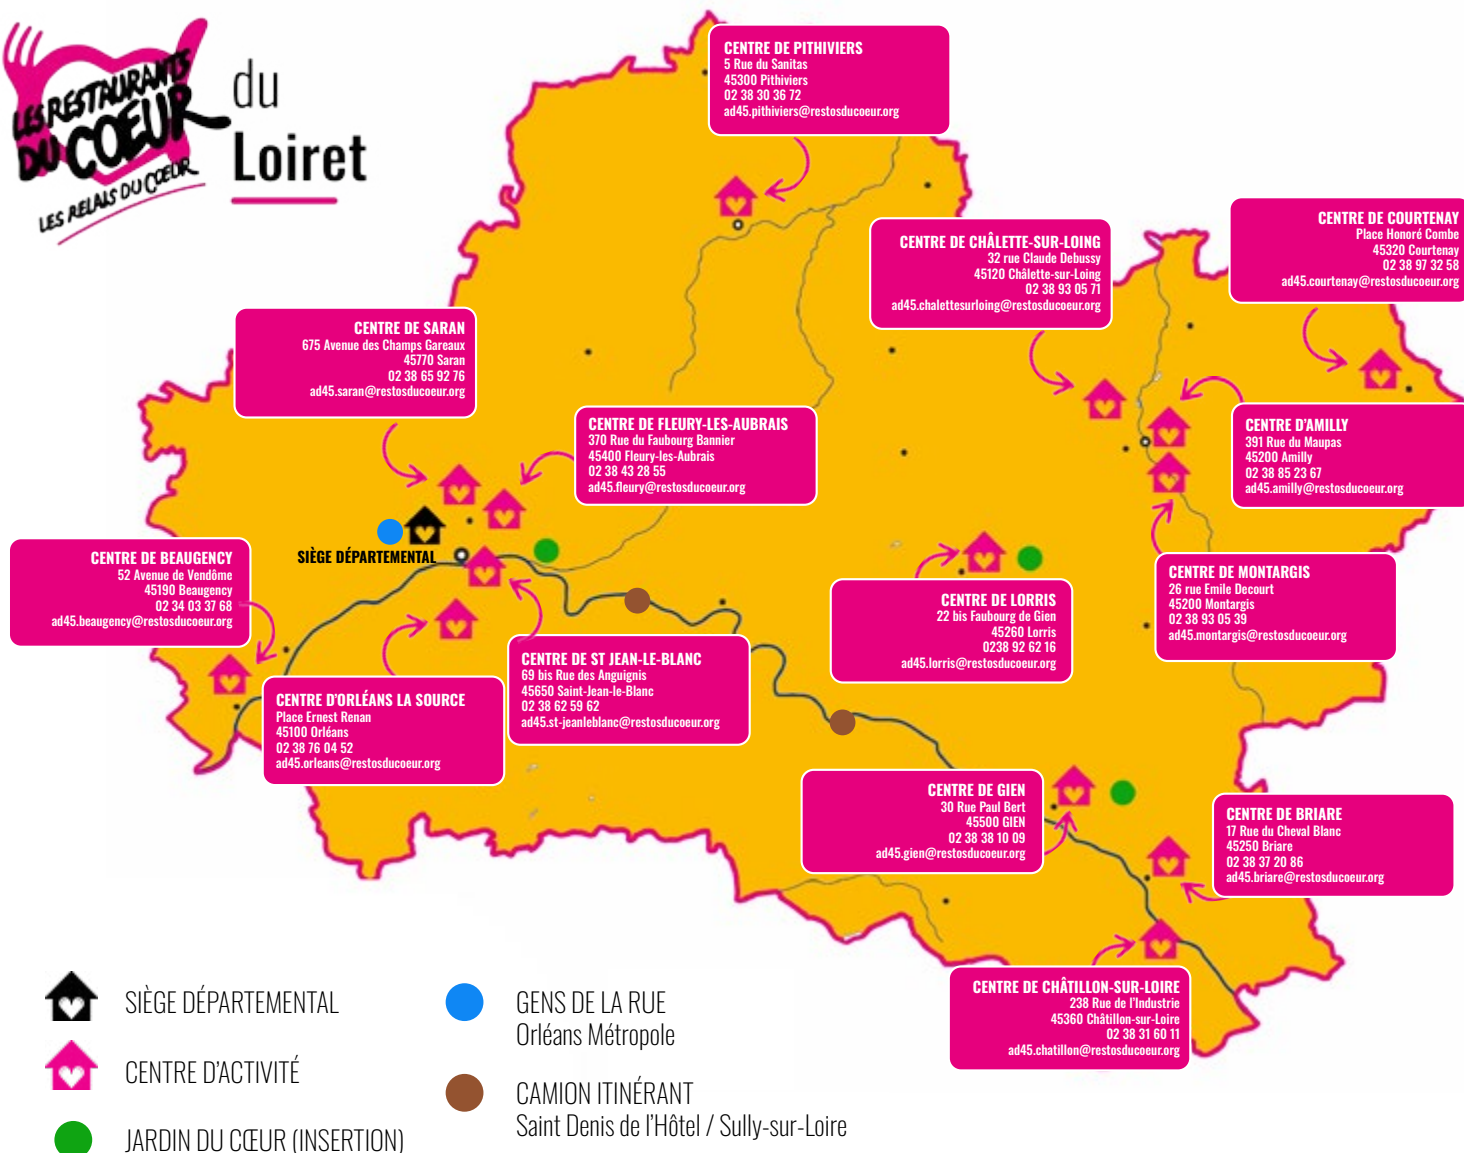 LES RESTAURANTS
DU COEUR
LES RELAIS DU CŒUR
du
Loiret
CENTRE DE PITHIVIERS
5 Rue du Sanitas
45300 Pithiviers
02 38 30 36 72
ad45.pithiviers@restosducoeur.org
CENTRE DE CHÂLETTE-SUR-LOING
32 rue Claude Debussy
45120 Châlette-sur-Loing
02 38 93 05 71
ad45.chalettesurloing@restosducoeur.org
CENTRE DE COURTENAY
Place Honoré Combe
45320 Courtenay
02 38 97 32 58
ad45.courtenay@restosducoeur.org
CENTRE DE SARAN
675 Avenue des Champs Gareaux
45770 Saran
02 38 65 92 76
ad45.saran@restosducoeur.org
CENTRE DE FLEURY-LES-AUBRAIS
370 Rue du Faubourg Bannier
45400 Fleury-les-Aubrais
02 38 43 28 55
ad45.fleury@restosducoeur.org
CENTRE D'AMILLY
391 Rue du Maupas
45200 Amilly
02 38 85 23 67
ad45.amilly@restosducoeur.org
SIÈGE DÉPARTEMENTAL
CENTRE DE BEAUGENCY
52 Avenue de Vendôme
45190 Beaugency
02 34 03 37 68
ad45.beaugency@restosducoeur.org
CENTRE DE MONTARGIS
26 rue Emile Decourt
45200 Montargis
02 38 93 05 39
ad45.montargis@restosducoeur.org
CENTRE DE LORRIS
22 bis Faubourg de Gien
45260 Lorris
0238 92 62 16
ad45.lorris@restosducoeur.org
CENTRE DE ST JEAN-LE-BLANC
69 bis Rue des Anguignis
45650 Saint-Jean-le-Blanc
02 38 62 59 62
ad45.st-jeanleblanc@restosducoeur.org
CENTRE D'ORLÉANS LA SOURCE
Place Ernest Renan
45100 Orléans
02 38 76 04 52
ad45.orleans@restosducoeur.org
CENTRE DE GIEN
30 Rue Paul Bert
45500 GIEN
02 38 38 10 09
ad45.gien@restosducoeur.org
CENTRE DE BRIARE
17 Rue du Cheval Blanc
45250 Briare
02 38 37 20 86
ad45.briare@restosducoeur.org
CENTRE DE CHÂTILLON-SUR-LOIRE
238 Rue de l'Industrie
45360 Châtillon-sur-Loire
02 38 31 60 11
ad45.chatillon@restosducoeur.org
SIÈGE DÉPARTEMENTAL
CENTRE D'ACTIVITÉ
JARDIN DU CŒUR (INSERTION)
GENS DE LA RUE
Orléans Métropole
CAMION ITINÉRANT
Saint Denis de l'Hôtel / Sully-sur-Loire